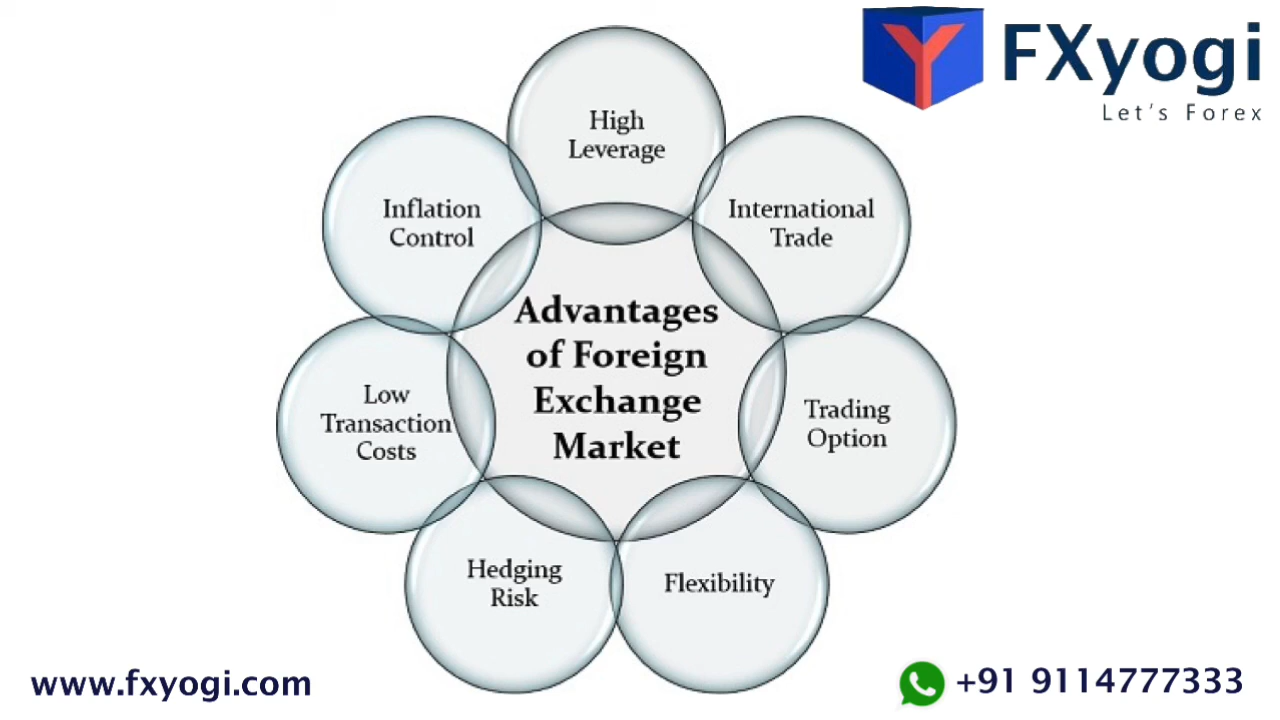 FXyogi
Let's Forex
High
Leverage
International
Trade
Trading
Option
Flexibility
Hedging
Risk
Low
Transaction
Costs
Inflation
Control
Advantages
of Foreign
Exchange
Market
www.fxyogi.com
+91 9114777333